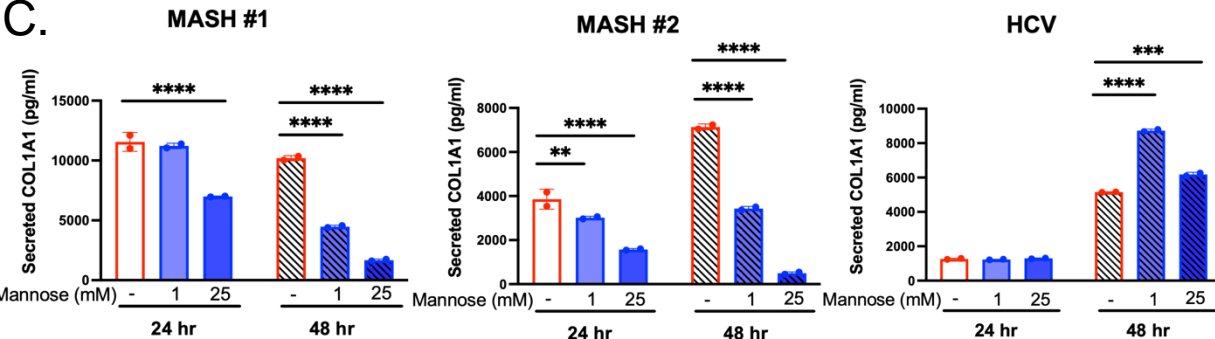 C.
MASH #1
Secreted COL1A1 (pg/ml)
15000
10000
5000
0
****
****
****
Mannose (mM) - 1 25 - 1 25
24 hr 48 hr
MASH #2
Secreted COL1A1 (pg/ml)
8000
6000
4000
2000
0
****
**
****
****
Mannose (mM) - 1 25 - 1 25
24 hr 48 hr
HCV
Secreted COL1A1 (pg/ml)
10000
8000
6000
4000
2000
0
***
****
Mannose (mM) - 1 25 - 1 25
24 hr 48 hr